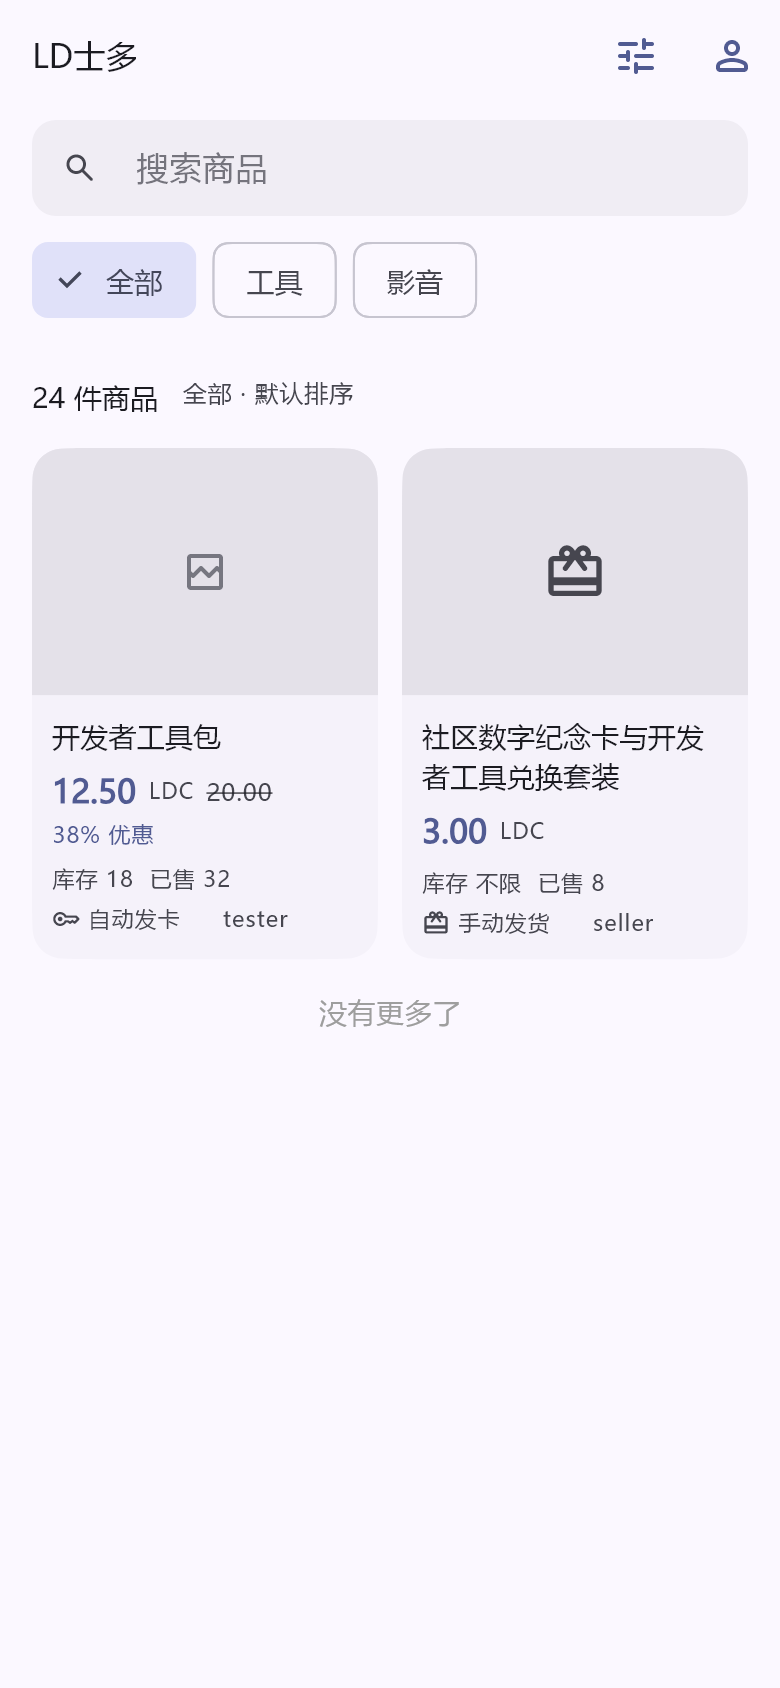 LD士多
搜索商品
全部
工具
影音
24 件商品
全部 · 默认排序
开发者工具包
12.50 LDC 20.00
38% 优惠
库存 18 已售 32
自动发卡 tester
社区数字纪念卡与开发
者工具兑换套装
3.00 LDC
库存 不限 已售 8
手动发货 seller
没有更多了